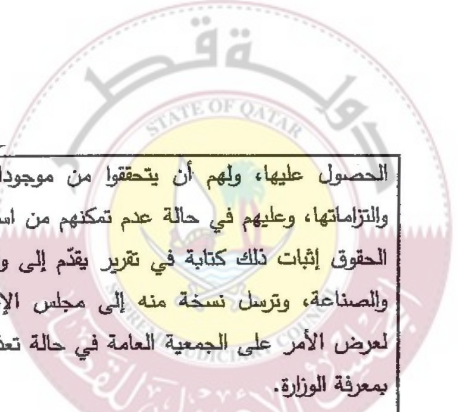 دولة قطر
STATE OF QATAR
الحصول عليها، ولهم أن يتحققوا من موجودا
والتزاماتها، وعليهم في حالة عدم تمكنهم من اس
الحقوق إثبات ذلك كتابة في تقرير يقدّم إلى و
والصناعة، وترسل نسخة منه إلى مجلس الإ
لعرض الأمر على الجمعية العامة في حالة تعذ
بمعرفة الوزارة.